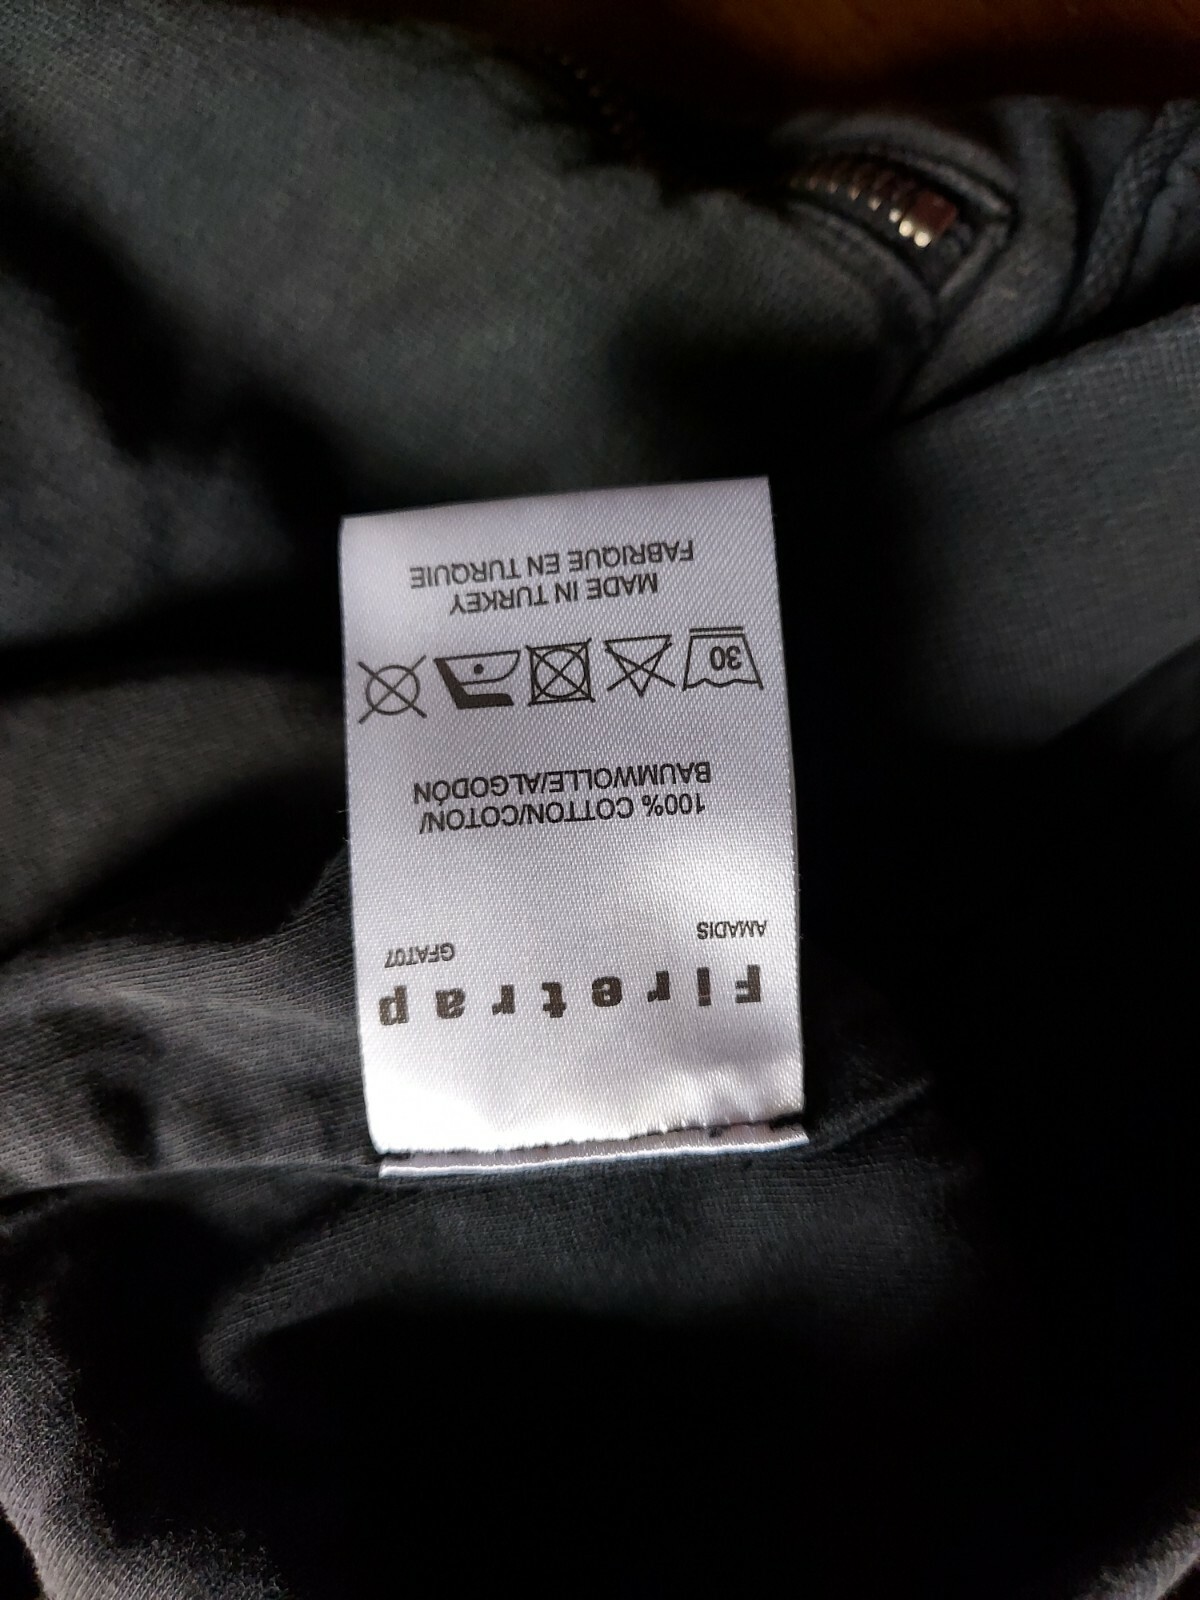 Firetrap
AMADIS GFAT07
100% COTTON/COTON/
BAUMWOLLE/ALGODÓN
30
MADE IN TURKEY
FABRIQUE EN TURQUIE